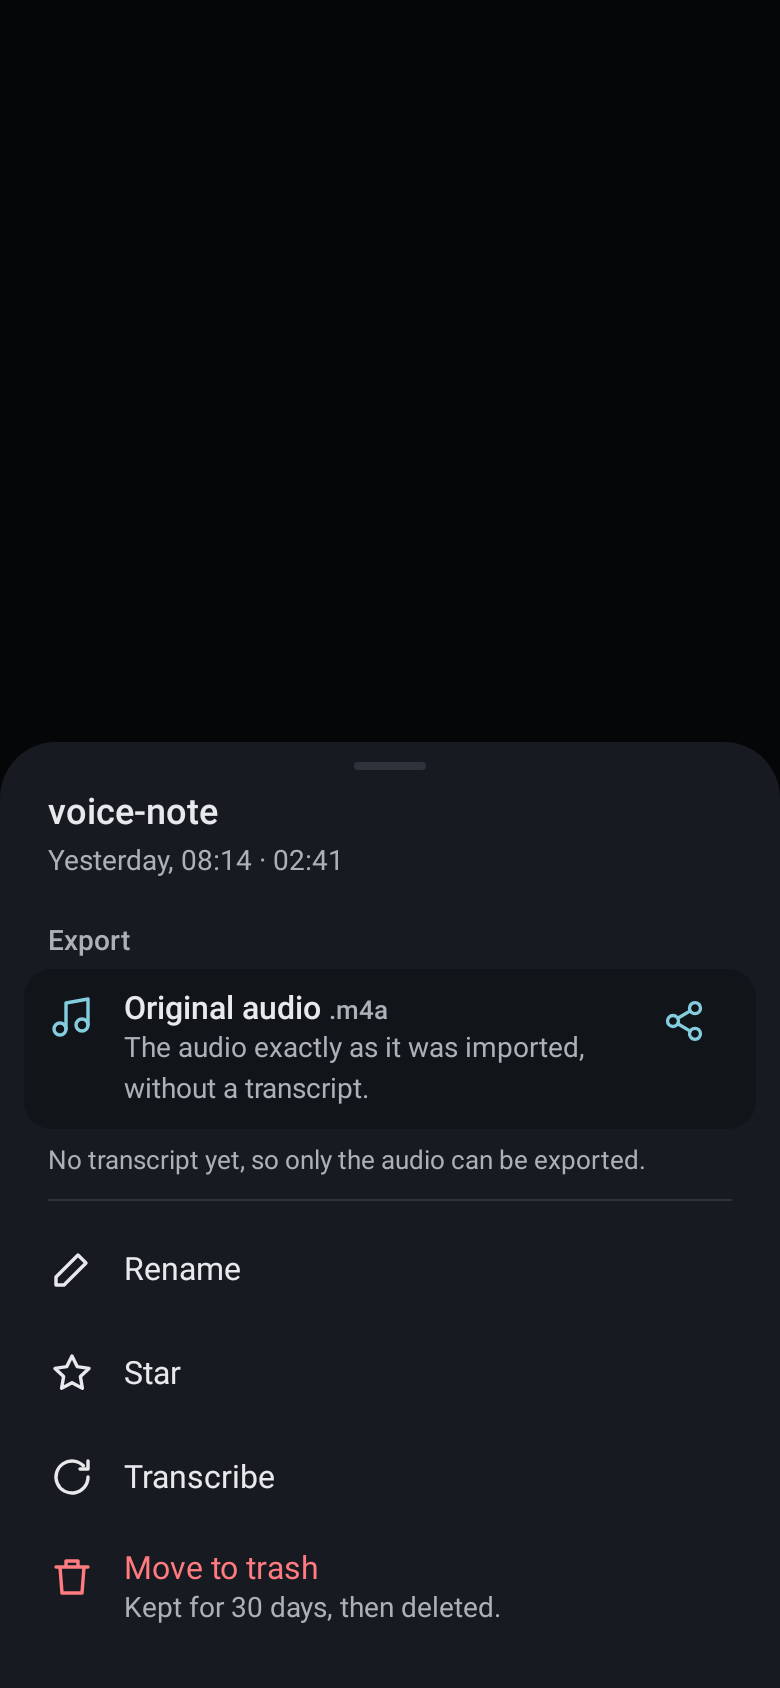 voice-note
Yesterday, 08:14 · 02:41
Export
Original audio .m4a
The audio exactly as it was imported,
without a transcript.
No transcript yet, so only the audio can be exported.
Rename
Star
Transcribe
Move to trash
Kept for 30 days, then deleted.